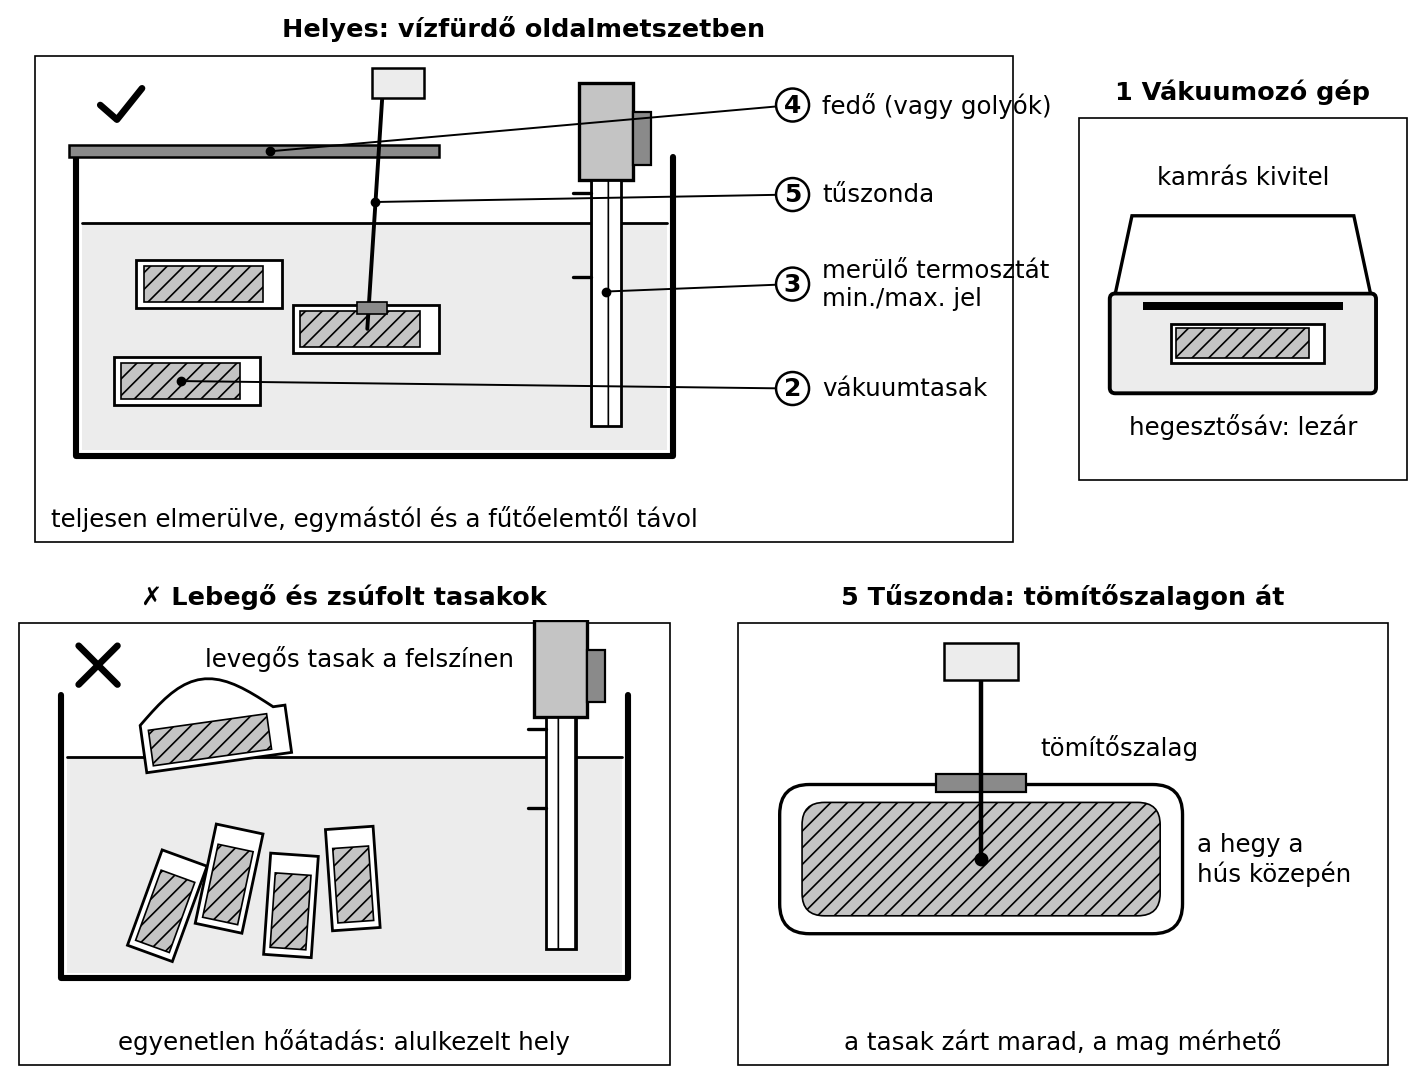 Helyes: vízfürdő oldalmetszetben
4 fedő (vagy golyók)
5 tűszonda
3 merülő termosztát
min./max. jel
2 vákuumtasak
teljesen elmerülve, egymástól és a fűtőelemtől távol
1 Vákuumozó gép
kamrás kivitel
hegesztősáv: lezár
✗ Lebegő és zsúfolt tasakok
levegős tasak a felszínen
egyenetlen hőátadás: alulkezelt hely
5 Tűszonda: tömítőszalagon át
tömítőszalag
a hegy a
hús közepén
a tasak zárt marad, a mag mérhető